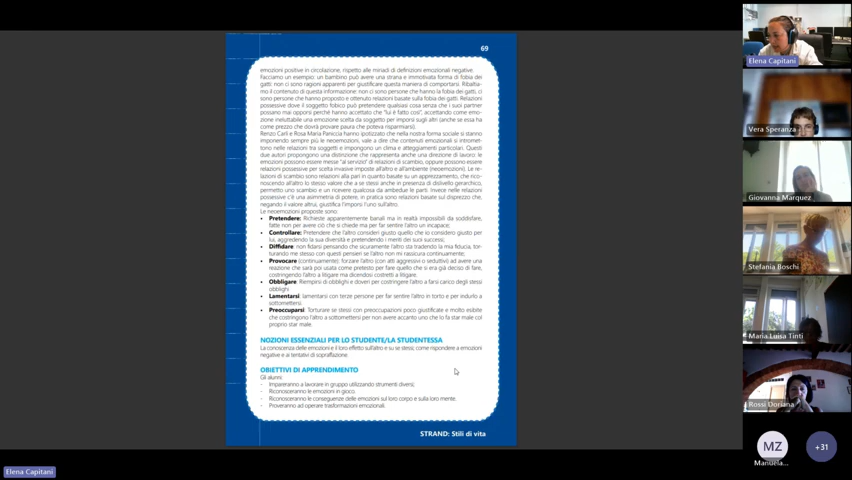 69
emozioni positive in circolazione, rispetto alle miriadi di definizioni emozionali negative.
Facciamo un esempio: un bambino può avere una strana e immotivata forma di fobia dei
gatti: non ci sono ragioni apparenti per giustificare questa maniera di comportarsi. Ribaltia-
mo il contenuto di questa informazione: non ci sono persone che hanno la fobia dei gatti, ci
sono persone che hanno proposto e ottenuto relazioni basate sulla fobia dei gatti. Relazioni
possessive dove il soggetto fobico può pretendere qualsiasi cosa senza che i suoi partner
possano mai opporsi perché hanno accettato che "lui è fatto così", accettando come emo-
zione ineluttabile una emozione scelta da soggetto per imporsi sugli altri (anche se essa ha
come prezzo che dovrà provare paura che poteva risparmiarsi).
Renzo Carli e Rosa Maria Paniccia hanno ipotizzato che nella nostra forma sociale si stanno
imponendo sempre più le neoemozioni, vale a dire che contenuti emozionali si intromet-
tono nelle relazioni tra soggetti e impongono un clima e atteggiamenti particolari. Questi
due autori propongono una distinzione che rappresenta anche una direzione di lavoro: le
emozioni possono essere messe "al servizio" di relazioni di scambio, oppure possono essere
relazioni possessive per scelta invasive imposte all'altro e all'ambiente (neoemozioni). Le re-
lazioni di scambio sono relazioni alla pari in quanto basate su un apprezzamento, che rico-
noscendo all'altro lo stesso valore che a se stessi anche in presenza di dislivello gerarchico,
permetto uno scambio e un ricevere qualcosa da ambedue le parti. Invece nelle relazioni
possessive c'è una asimmetria di potere, in pratica sono relazioni basate sul disprezzo che,
negando il valore altrui, giustifica l'imporsi l'uno sull'altro.
Le neoemozioni proposte sono:
• Pretendere: Richieste apparentemente banali ma in realtà impossibili da soddisfare,
fatte non per avere ciò che si chiede ma per far sentire l'altro un incapace;
• Controllare: Pretendere che l'altro consideri giusto quello che io considero giusto per
lui, aggredendo la sua diversità e pretendendo i meriti dei suoi successi;
• Diffidare: non fidarsi pensando che sicuramente l'altro sta tradendo la mia fiducia, tor-
turando me stesso con questi pensieri se l'altro non mi rassicura continuamente;
• Provocare (continuamente): forzare l'altro (con atti aggressivi o seduttivi) ad avere una
reazione che sarà poi usata come pretesto per fare quello che si era già deciso di fare,
costringendo l'altro a litigare ma dicendosi costretti a litigare.
• Obbligare: Riempirsi di obblighi e doveri per costringere l'altro a farsi carico degli stessi
obblighi
• Lamentarsi: lamentarsi con terze persone per far sentire l'altro in torto e per indurlo a
sottomettersi.
• Preoccuparsi: Torturare se stessi con preoccupazioni poco giustificate e molto esibite
che costringono l'altro a sottomettersi per non avere accanto uno che lo fa star male col
proprio star male.
NOZIONI ESSENZIALI PER LO STUDENTE/LA STUDENTESSA
La conoscenza delle emozioni e il loro effetto sull'altro e su se stessi, come rispondere a emozioni
negative e ai tentativi di sopraffazione.
OBIETTIVI DI APPRENDIMENTO
Gli alunni:
- Impareranno a lavorare in gruppo utilizzando strumenti diversi;
- Riconosceranno le emozioni in gioco.
- Riconosceranno le conseguenze delle emozioni sul loro corpo e sulla loro mente.
- Proveranno ad operare trasformazioni emozionali.
STRAND: Stili di vita
Elena Capitani
Vera Speranza
Giovanna Marquez
Stefania Boschi
Maria Luisa Tinti
Rossi Doriana
MZ
+31
Manuela...
Elena Capitani